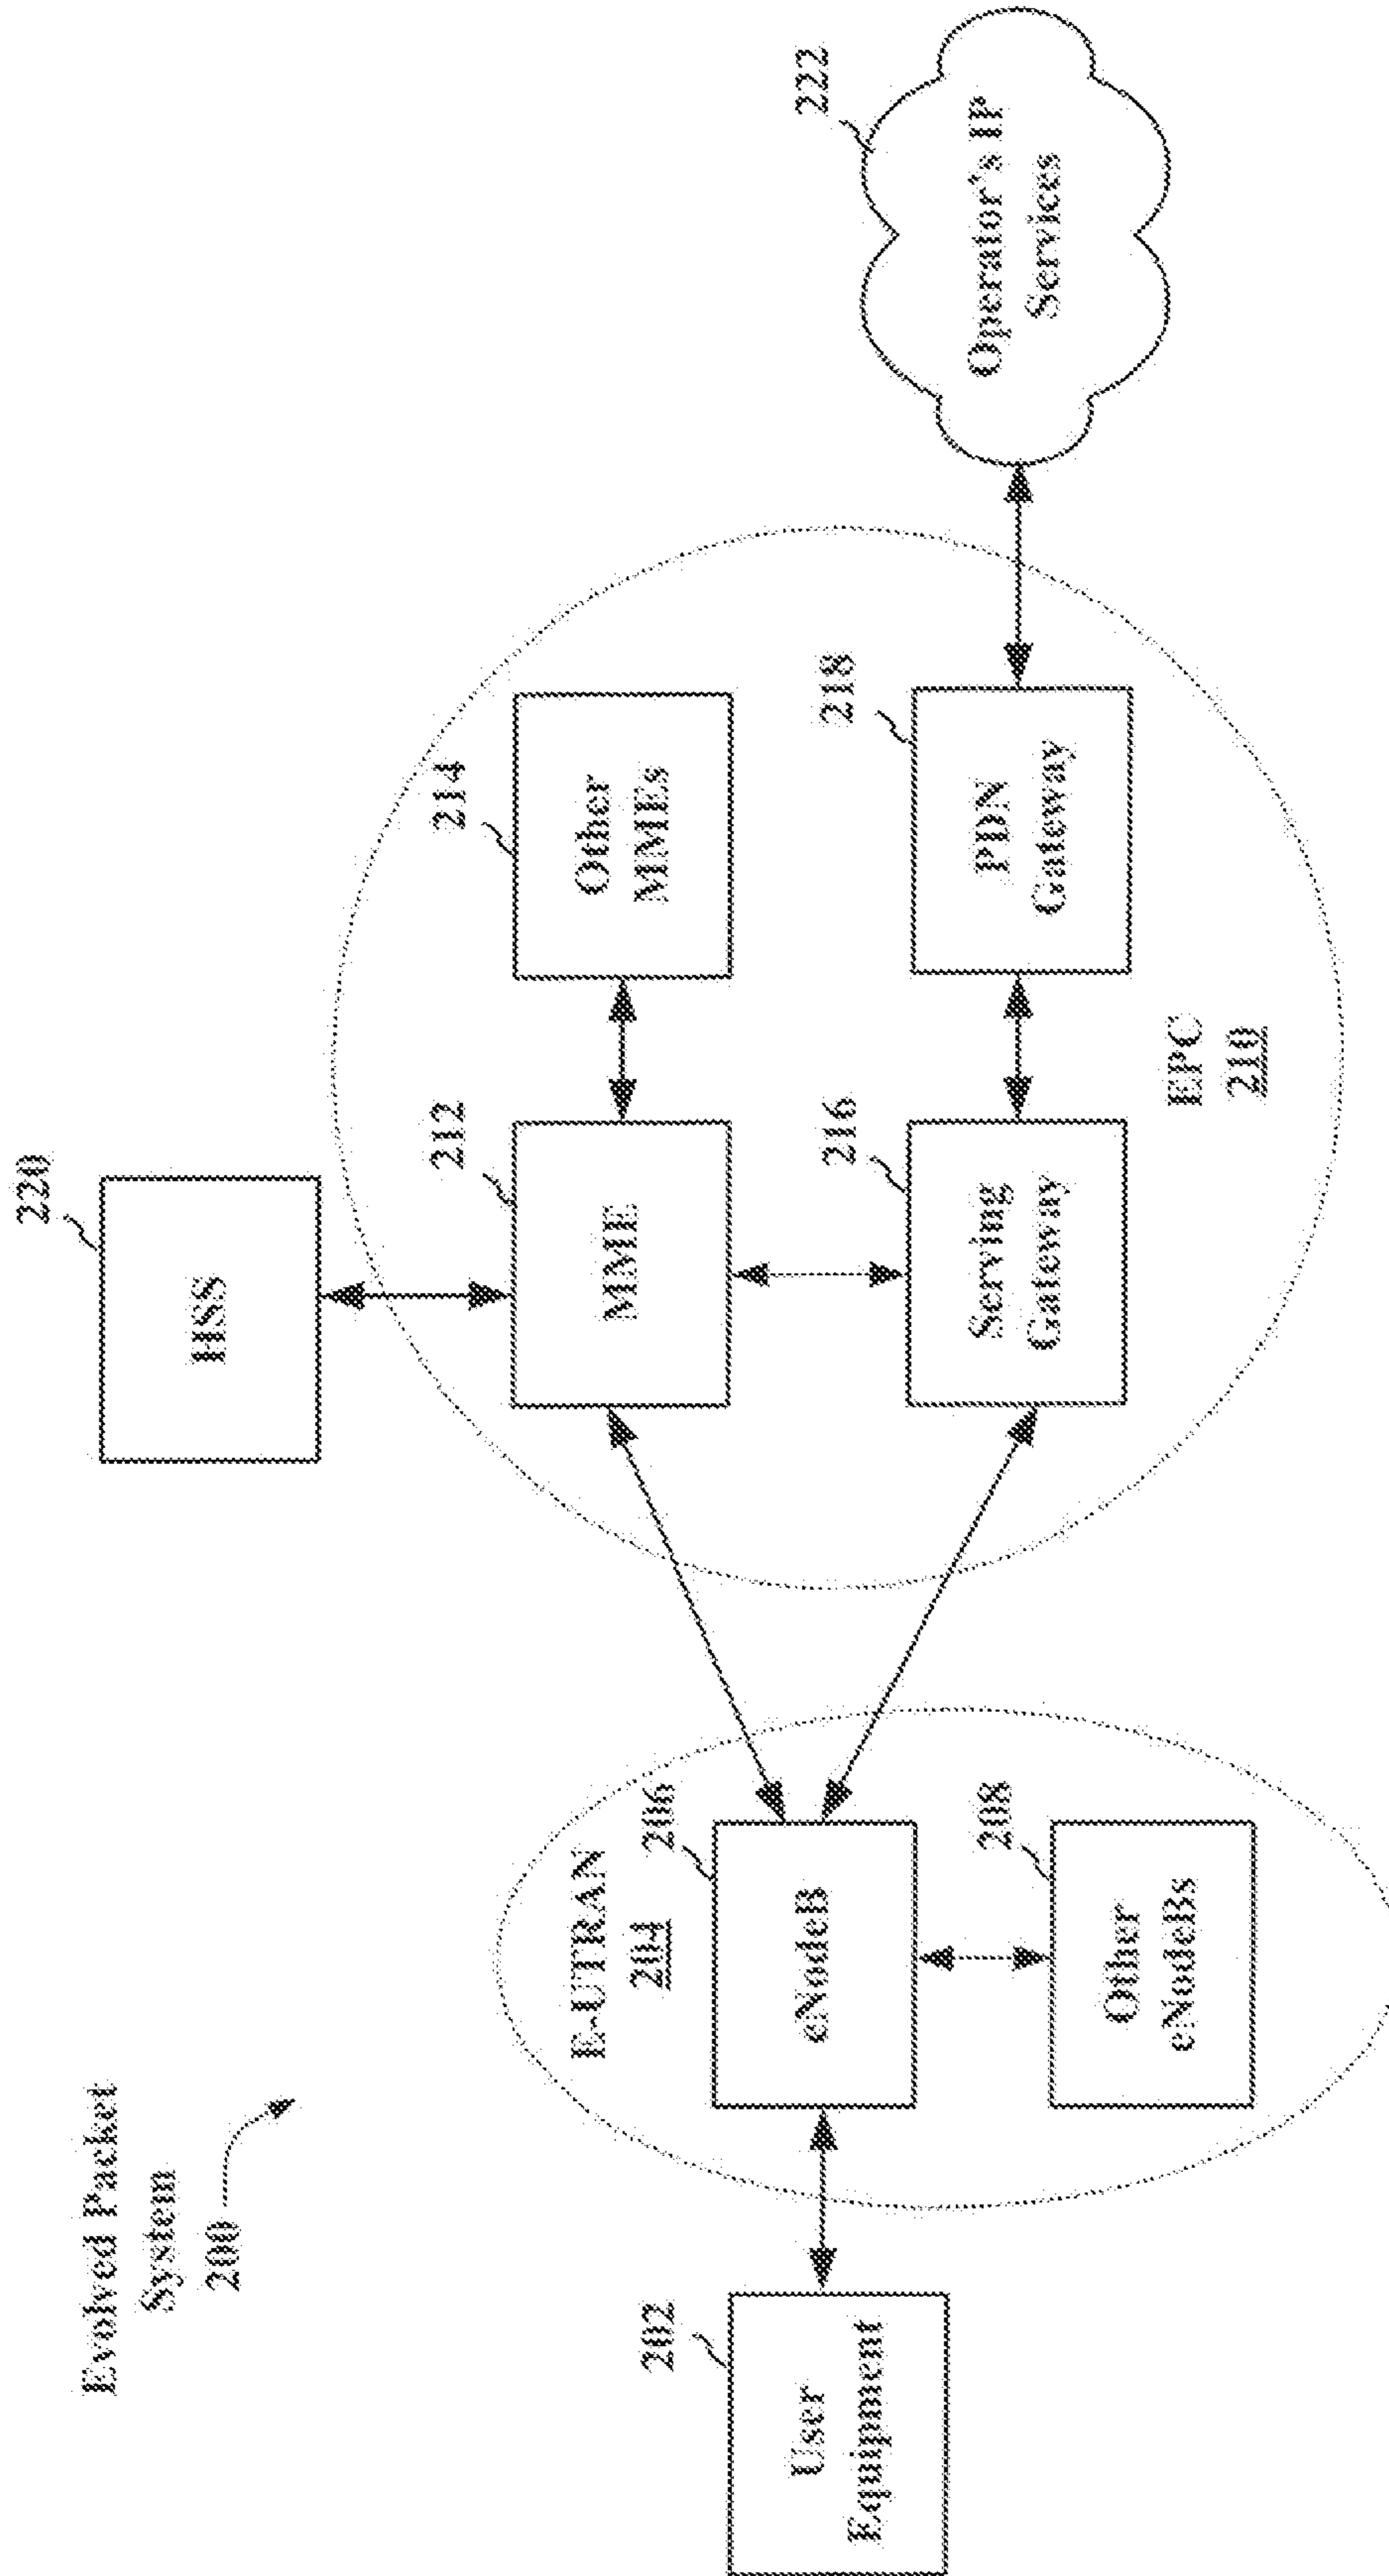 Evolved Packet
System
200
HSS
220
E-UTRAN
204
206
eNodeB
208
Other
eNodeBs
202
User
Equipment
212
MME
214
Other
MMEs
216
Serving
Gateway
218
PDN
Gateway
EPC
210
222
Operator's IP
Services